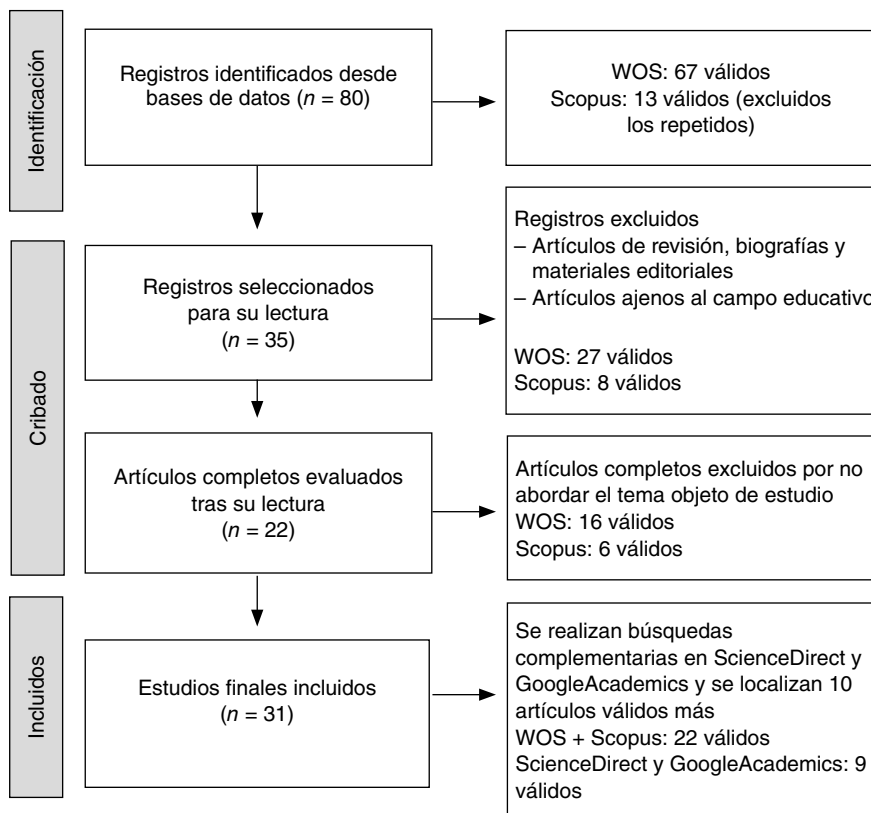 Identificación
Registros identificados desde
bases de datos (n = 80)
WOS: 67 válidos
Scopus: 13 válidos (excluidos
los repetidos)
Cribado
Registros seleccionados
para su lectura
(n = 35)
Registros excluidos
– Artículos de revisión, biografías y
materiales editoriales
– Artículos ajenos al campo educativo
WOS: 27 válidos
Scopus: 8 válidos
Artículos completos evaluados
tras su lectura
(n = 22)
Artículos completos excluidos por no
abordar el tema objeto de estudio
WOS: 16 válidos
Scopus: 6 válidos
Incluidos
Estudios finales incluidos
(n = 31)
Se realizan búsquedas
complementarias en ScienceDirect y
GoogleAcademics y se localizan 10
artículos válidos más
WOS + Scopus: 22 válidos
ScienceDirect y GoogleAcademics: 9
válidos